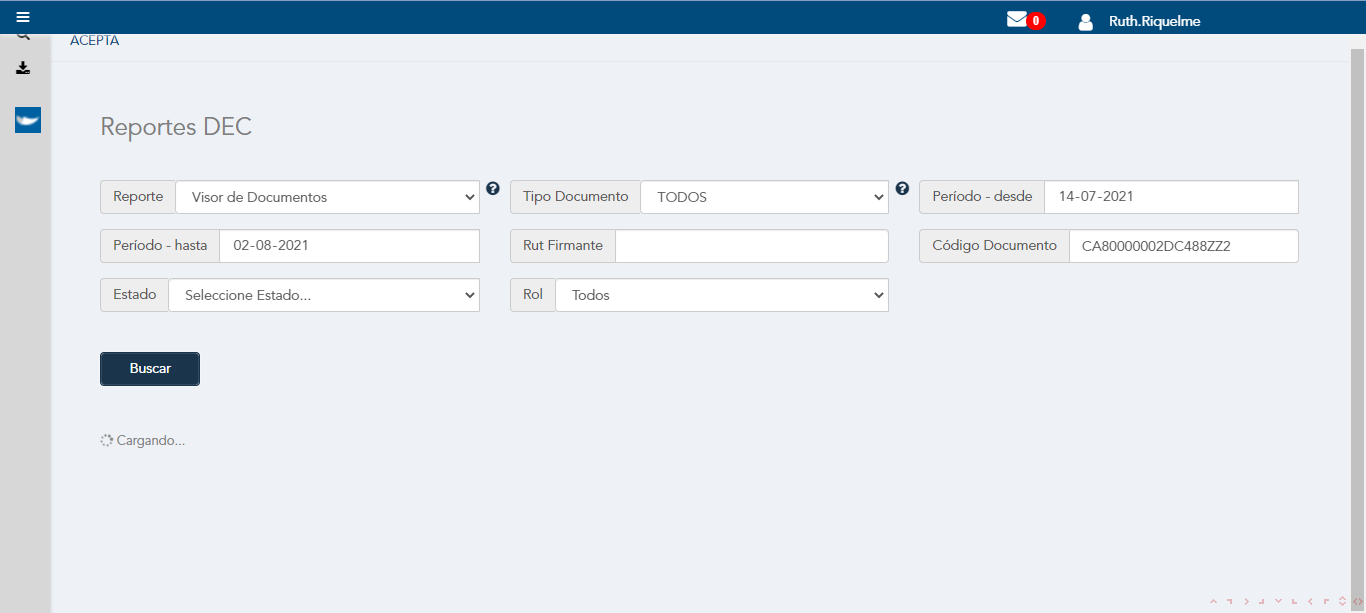 0 Ruth.Riquelme
ACEPTA
Reportes DEC
Reporte Visor de Documentos Tipo Documento TODOS Período - desde 14-07-2021
Período - hasta 02-08-2021 Rut Firmante Código Documento CA80000002DC488ZZ2
Estado Seleccione Estado... Rol Todos
Buscar
Cargando...